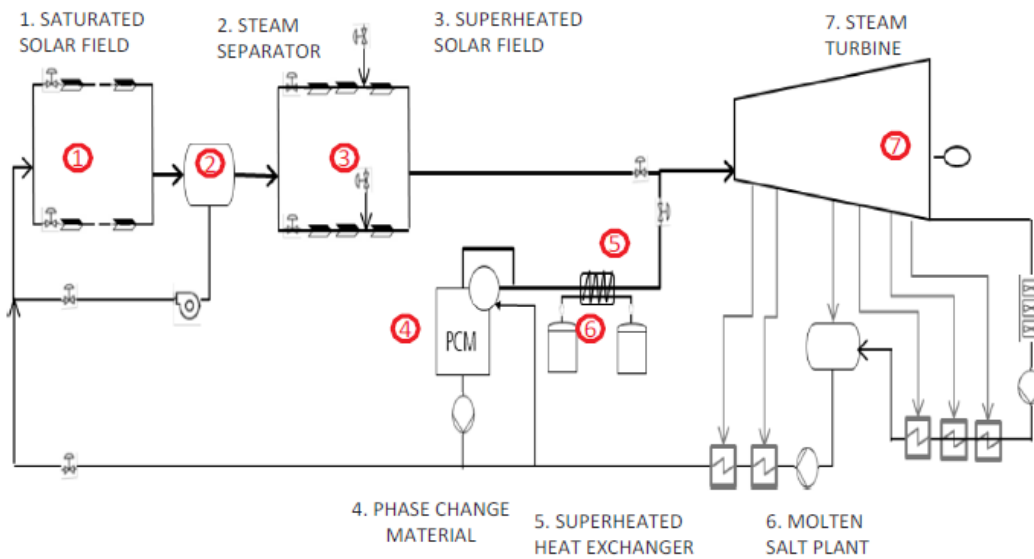 1. SATURATED
SOLAR FIELD
2. STEAM
SEPARATOR
3. SUPERHEATED
SOLAR FIELD
7. STEAM
TURBINE
1
2
3
7
5
4
PCM
6
4. PHASE CHANGE
MATERIAL
5. SUPERHEATED
HEAT EXCHANGER
6. MOLTEN
SALT PLANT